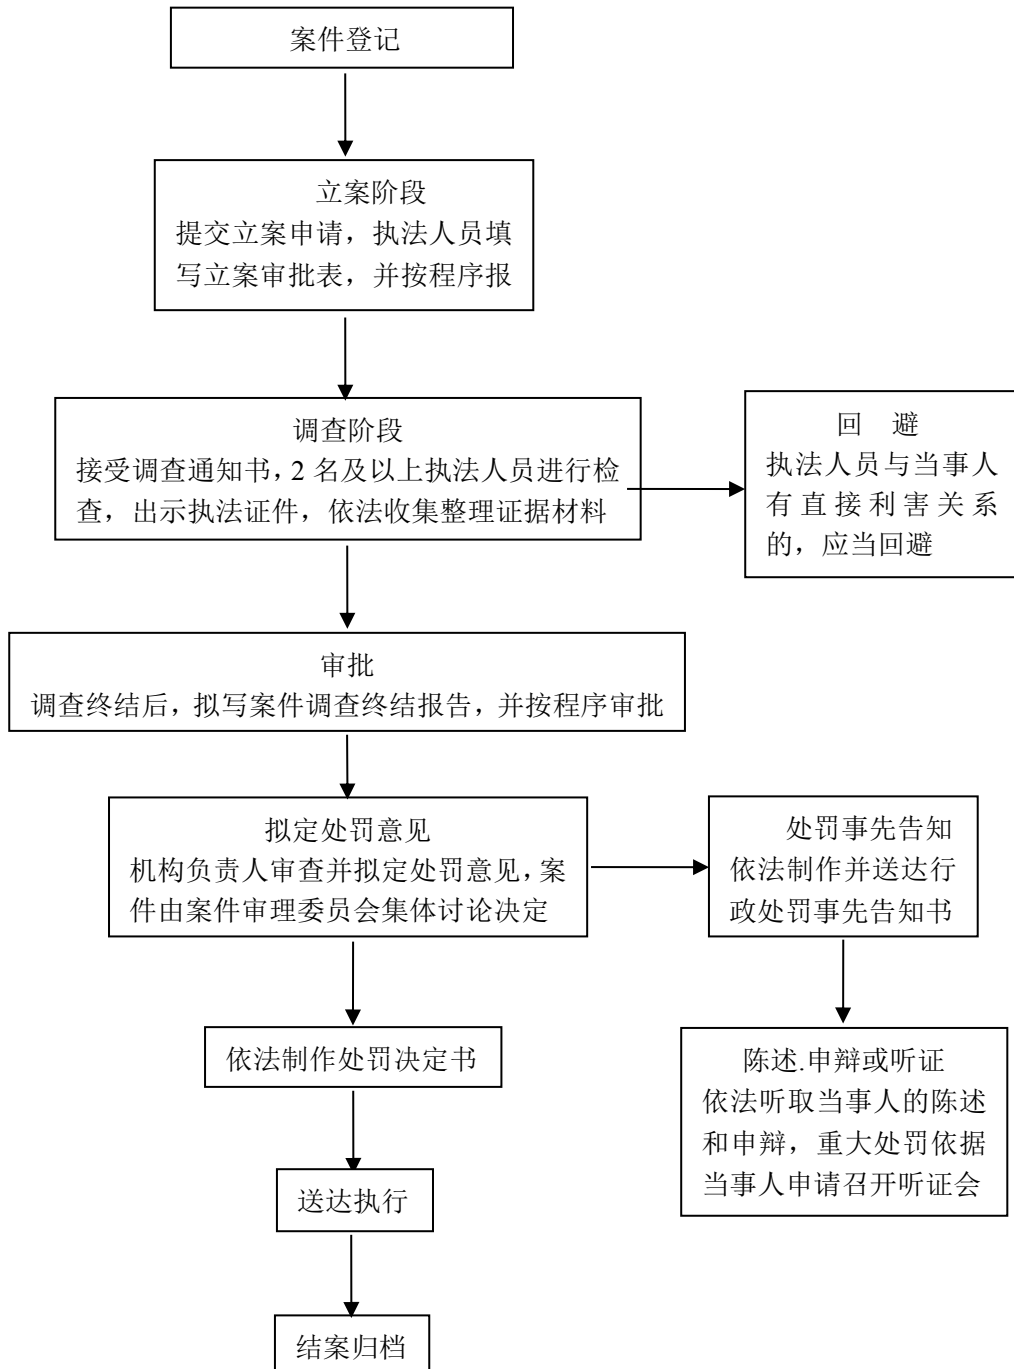 案件登记
立案阶段
提交立案申请，执法人员填
写立案审批表，并按程序报
调查阶段
接受调查通知书，2 名及以上执法人员进行检
查，出示执法证件，依法收集整理证据材料
回 避
执法人员与当事人
有直接利害关系
的，应当回避
审批
调查终结后，拟写案件调查终结报告，并按程序审批
拟定处罚意见
机构负责人审查并拟定处罚意见，案
件由案件审理委员会集体讨论决定
处罚事先告知
依法制作并送达行
政处罚事先告知书
依法制作处罚决定书
陈述.申辩或听证
依法听取当事人的陈述
和申辩，重大处罚依据
当事人申请召开听证会
送达执行
结案归档